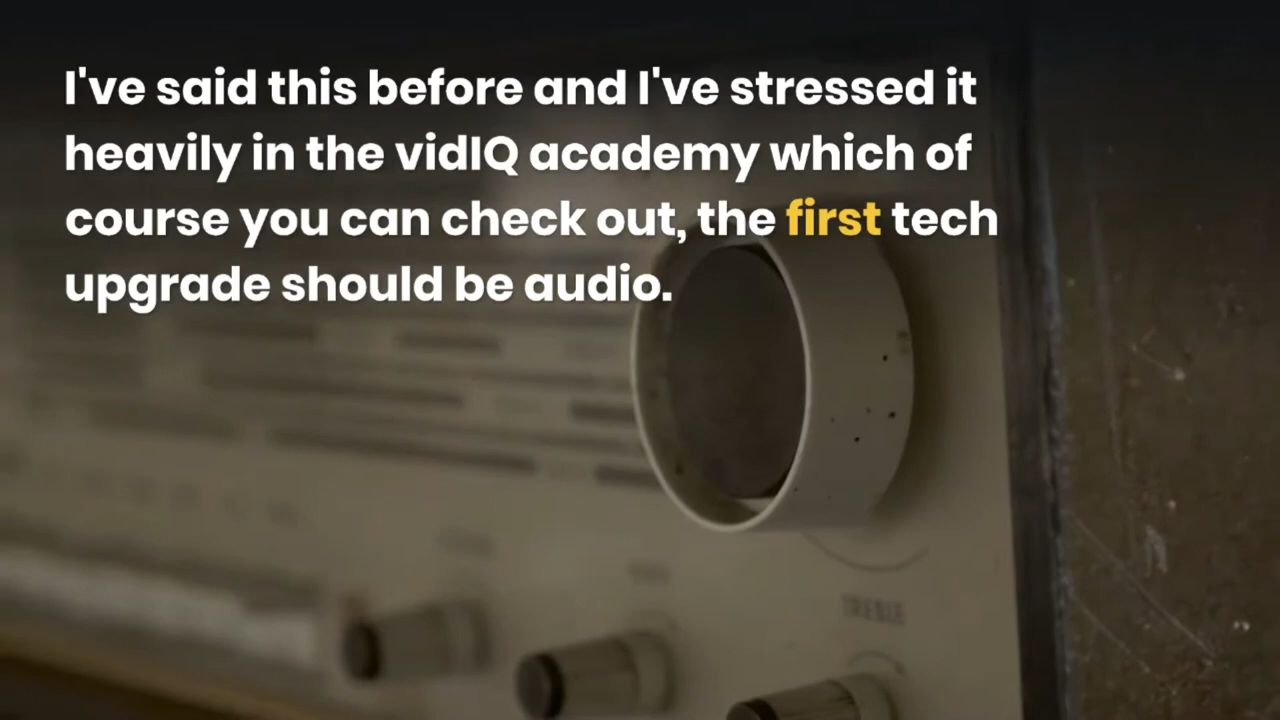 I've said this before and I've stressed it
heavily in the vidIQ academy which of
course you can check out, the first tech
upgrade should be audio.
TREBLE